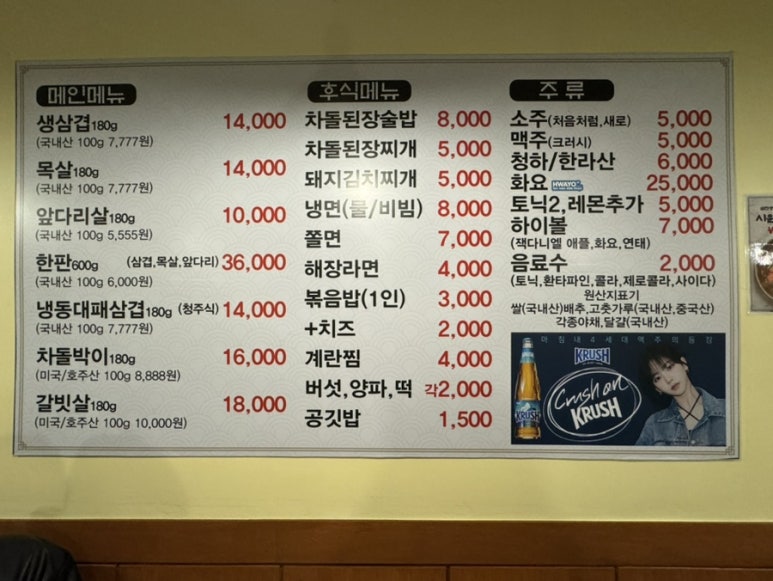 메인메뉴
생삼겹180g 14,000
(국내산 100g 7,777원)
목살180g 14,000
(국내산 100g 7,777원)
앞다리살180g 10,000
(국내산 100g 5,555원)
한판600g (삼겹,목살,앞다리) 36,000
(국내산 100g 6,000원)
냉동대패삼겹180g (청주식) 14,000
(국내산 100g 7,777원)
차돌박이180g 16,000
(미국/호주산 100g 8,888원)
갈빗살180g 18,000
(미국/호주산 100g 10,000원)
후식메뉴
차돌된장술밥 8,000
차돌된장찌개 5,000
돼지김치찌개 5,000
냉면(물/비빔) 8,000
쫄면 7,000
해장라면 4,000
볶음밥(1인) 3,000
+치즈 2,000
계란찜 4,000
버섯,양파,떡 각2,000
공깃밥 1,500
주류
소주(처음처럼,새로) 5,000
맥주(크러시) 5,000
청하/한라산 6,000
화요 HWAYO 25,000
토닉2,레몬추가 5,000
하이볼 7,000
(잭다니엘 애플,화요,연태)
음료수 2,000
(토닉,환타파인,콜라,제로콜라,사이다)
원산지표기
쌀(국내산)배추,고춧가루(국내산,중국산)
각종야채,달걀(국내산)
마침내 4세대 맥주의 등장
KRUSH
Crush on
KRUSH
KRUSH